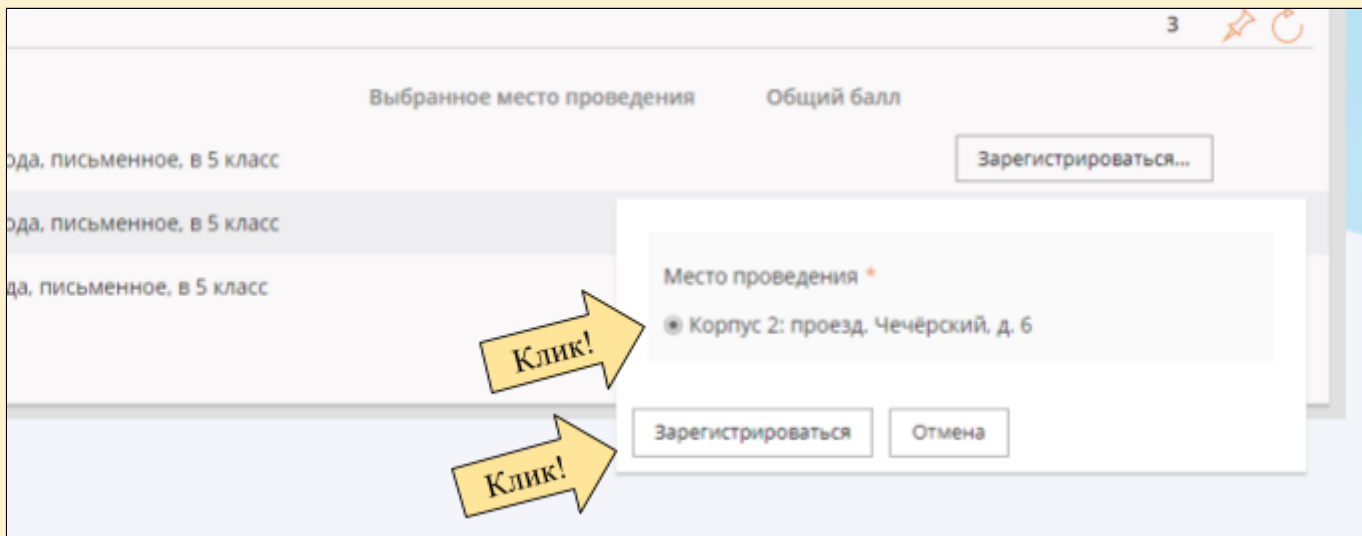 3
Выбранное место проведения Общий балл
ода, письменное, в 5 класс Зарегистрироваться...
ода, письменное, в 5 класс
да, письменное, в 5 класс
Место проведения *
Корпус 2: проезд. Чечёрский, д. 6
Клик!
Зарегистрироваться Отмена
Клик!